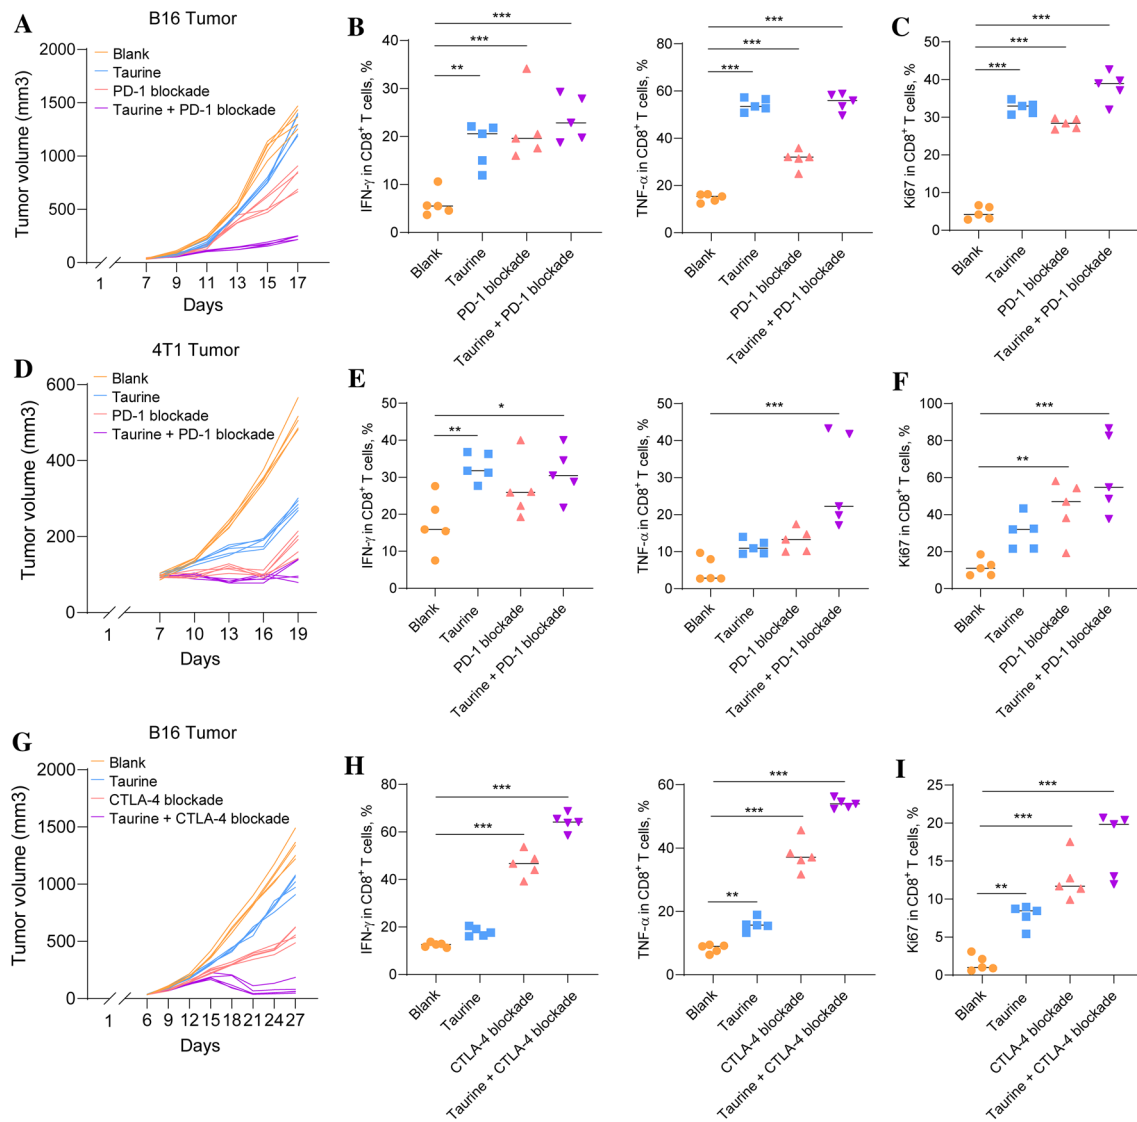 A
B16 Tumor
Tumor volume (mm3)
2000
1500
1000
500
0
Blank
Taurine
PD-1 blockade
Taurine + PD-1 blockade
1 7 9 11 13 15 17
Days
B
IFN-γ in CD8⁺ T cells, %
40
30
20
10
0
**
***
***
Blank
Taurine
PD-1 blockade
Taurine + PD-1 blockade
TNF-α in CD8⁺ T cells, %
80
60
40
20
0
***
***
***
Blank
Taurine
PD-1 blockade
Taurine + PD-1 blockade
C
Ki67 in CD8⁺ T cells, %
50
40
30
20
10
0
***
***
***
Blank
Taurine
PD-1 blockade
Taurine + PD-1 blockade
D
4T1 Tumor
Tumor volume (mm3)
600
400
200
0
Blank
Taurine
PD-1 blockade
Taurine + PD-1 blockade
1 7 10 13 16 19
Days
E
IFN-γ in CD8⁺ T cells, %
50
40
30
20
10
0
*
**
Blank
Taurine
PD-1 blockade
Taurine + PD-1 blockade
TNF-α in CD8⁺ T cells, %
50
40
30
20
10
0
***
Blank
Taurine
PD-1 blockade
Taurine + PD-1 blockade
F
Ki67 in CD8⁺ T cells, %
100
80
60
40
20
0
***
**
Blank
Taurine
PD-1 blockade
Taurine + PD-1 blockade
G
B16 Tumor
Tumor volume (mm3)
2000
1500
1000
500
0
Blank
Taurine
CTLA-4 blockade
Taurine + CTLA-4 blockade
1 6 9 12 15 18 21 24 27
Days
H
IFN-γ in CD8⁺ T cells, %
80
60
40
20
0
***
***
Blank
Taurine
CTLA-4 blockade
Taurine + CTLA-4 blockade
TNF-α in CD8⁺ T cells, %
60
40
20
0
***
***
**
Blank
Taurine
CTLA-4 blockade
Taurine + CTLA-4 blockade
I
Ki67 in CD8⁺ T cells, %
25
20
15
10
5
0
***
***
**
Blank
Taurine
CTLA-4 blockade
Taurine + CTLA-4 blockade